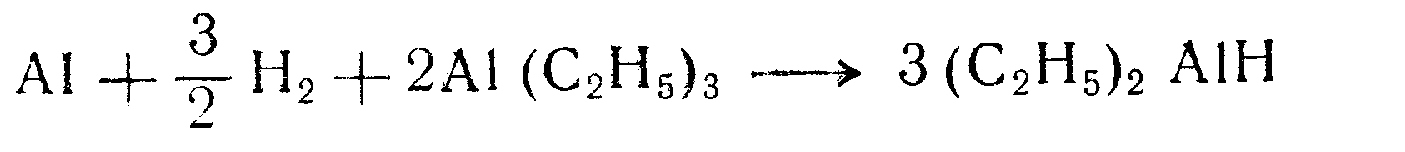 Al + 3/2 H₂ + 2Al (C₂H₅)₃ ⟶ 3 (C₂H₅)₂ AlH